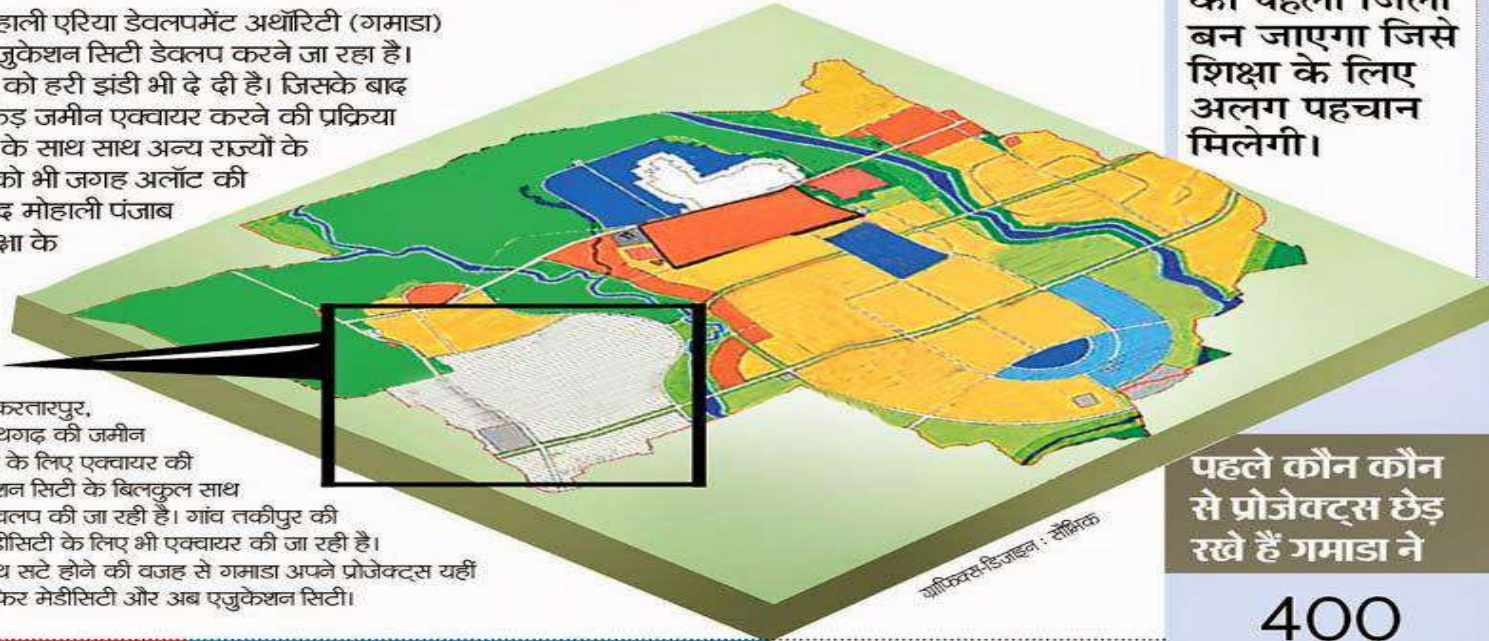 हाली एरिया डेवलपमेंट अथॉरिटी (गमाडा)
जुकेशन सिटी डेवलप करने जा रहा है।
को हरी झंडी भी दे दी है। जिसके बाद
कड़ जमीन एक्वायर करने की प्रक्रिया
के साथ साथ अन्य राज्यों के
को भी जगह अलॉट की
द मोहाली पंजाब
क्षा के
करतारपुर,
थगढ़ की जमीन
के लिए एक्वायर की
शन सिटी के बिलकुल साथ
वलप की जा रही है। गांव तकीपुर की
डीसिटी के लिए भी एक्वायर की जा रही है।
थ सटे होने की वजह से गमाडा अपने प्रोजेक्ट्स यहीं
फिर मेडीसिटी और अब एजुकेशन सिटी।
ग्राफिक्स-डिजाइन : सौभिक
का पहला जिला
बन जाएगा जिसे
शिक्षा के लिए
अलग पहचान
मिलेगी।
पहले कौन कौन
से प्रोजेक्ट्स छेड़
रखे हैं गमाडा ने
400